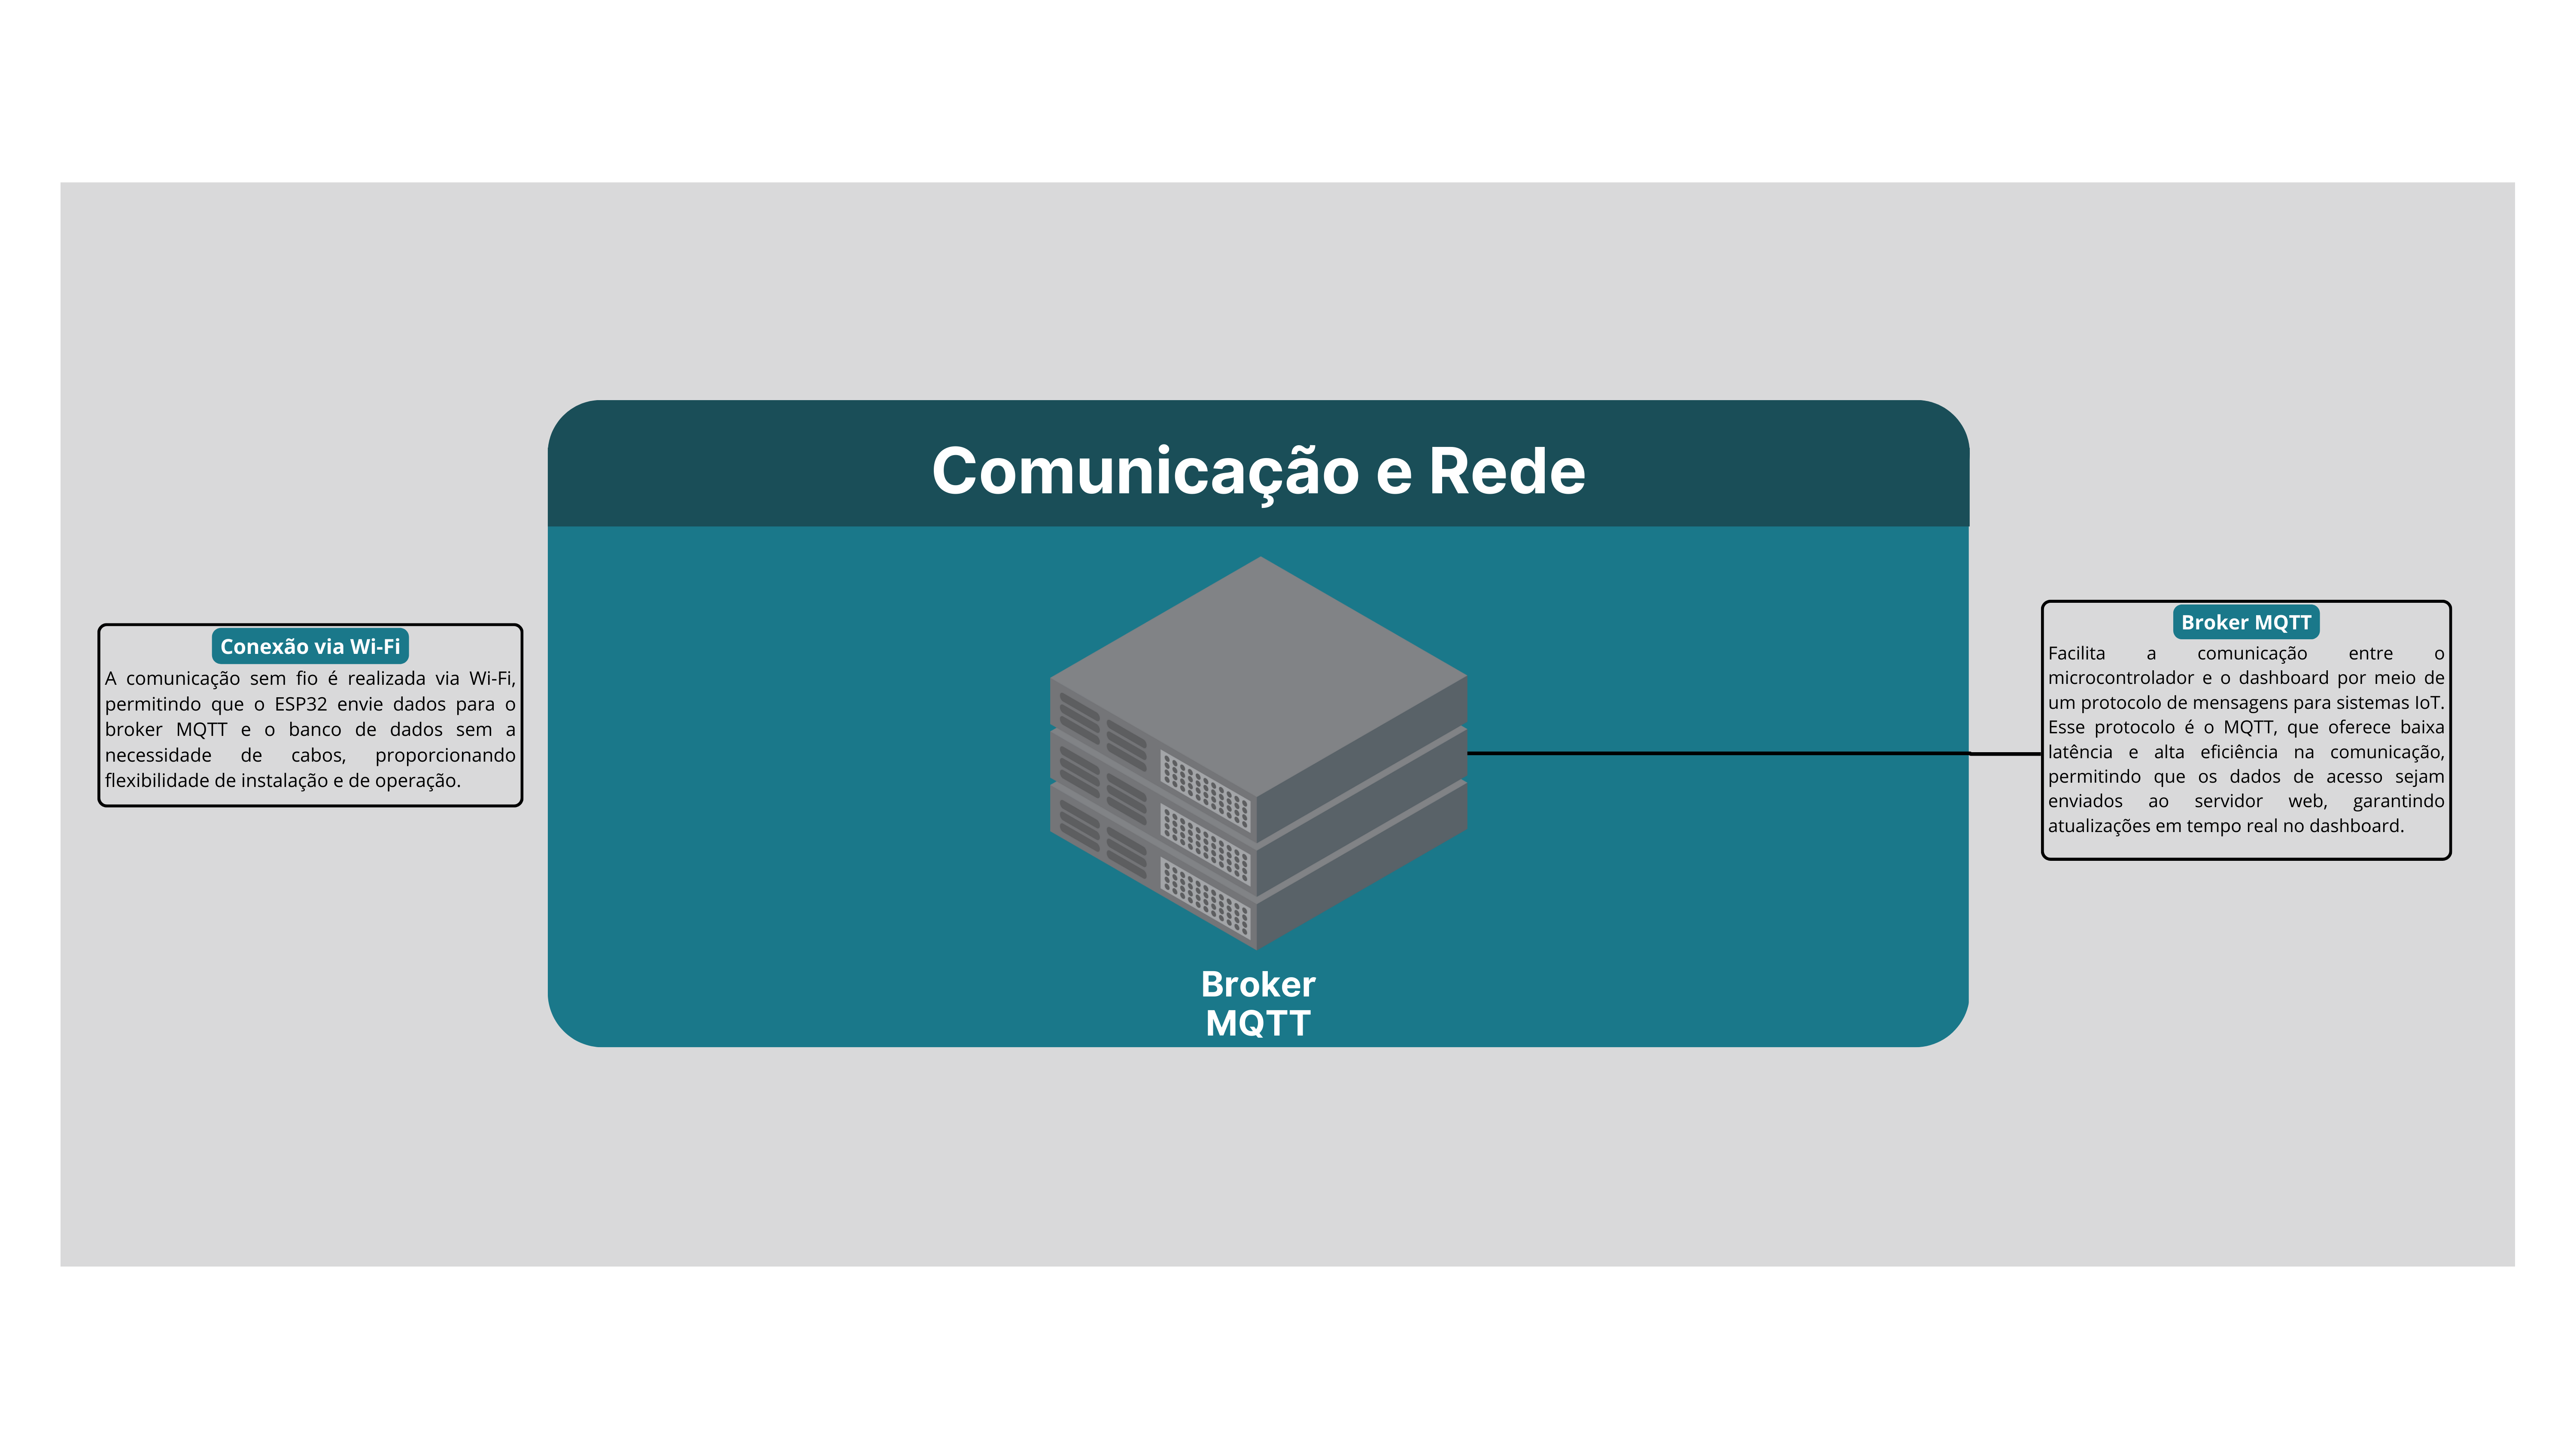 Comunicação e Rede
Conexão via Wi-Fi
A comunicação sem fio é realizada via Wi-Fi,
permitindo que o ESP32 envie dados para o
broker MQTT e o banco de dados sem a
necessidade de cabos, proporcionando
flexibilidade de instalação e de operação.
Broker
MQTT
Broker MQTT
Facilita a comunicação entre o
microcontrolador e o dashboard por meio de
um protocolo de mensagens para sistemas IoT.
Esse protocolo é o MQTT, que oferece baixa
latência e alta eficiência na comunicação,
permitindo que os dados de acesso sejam
enviados ao servidor web, garantindo
atualizações em tempo real no dashboard.